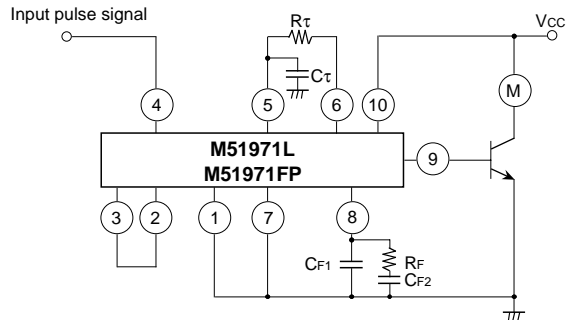 Input pulse signal
Rτ
VCC
Cτ
M
4
5
6
10
M51971L
M51971FP
9
3
2
1
7
8
CF1
RF
CF2